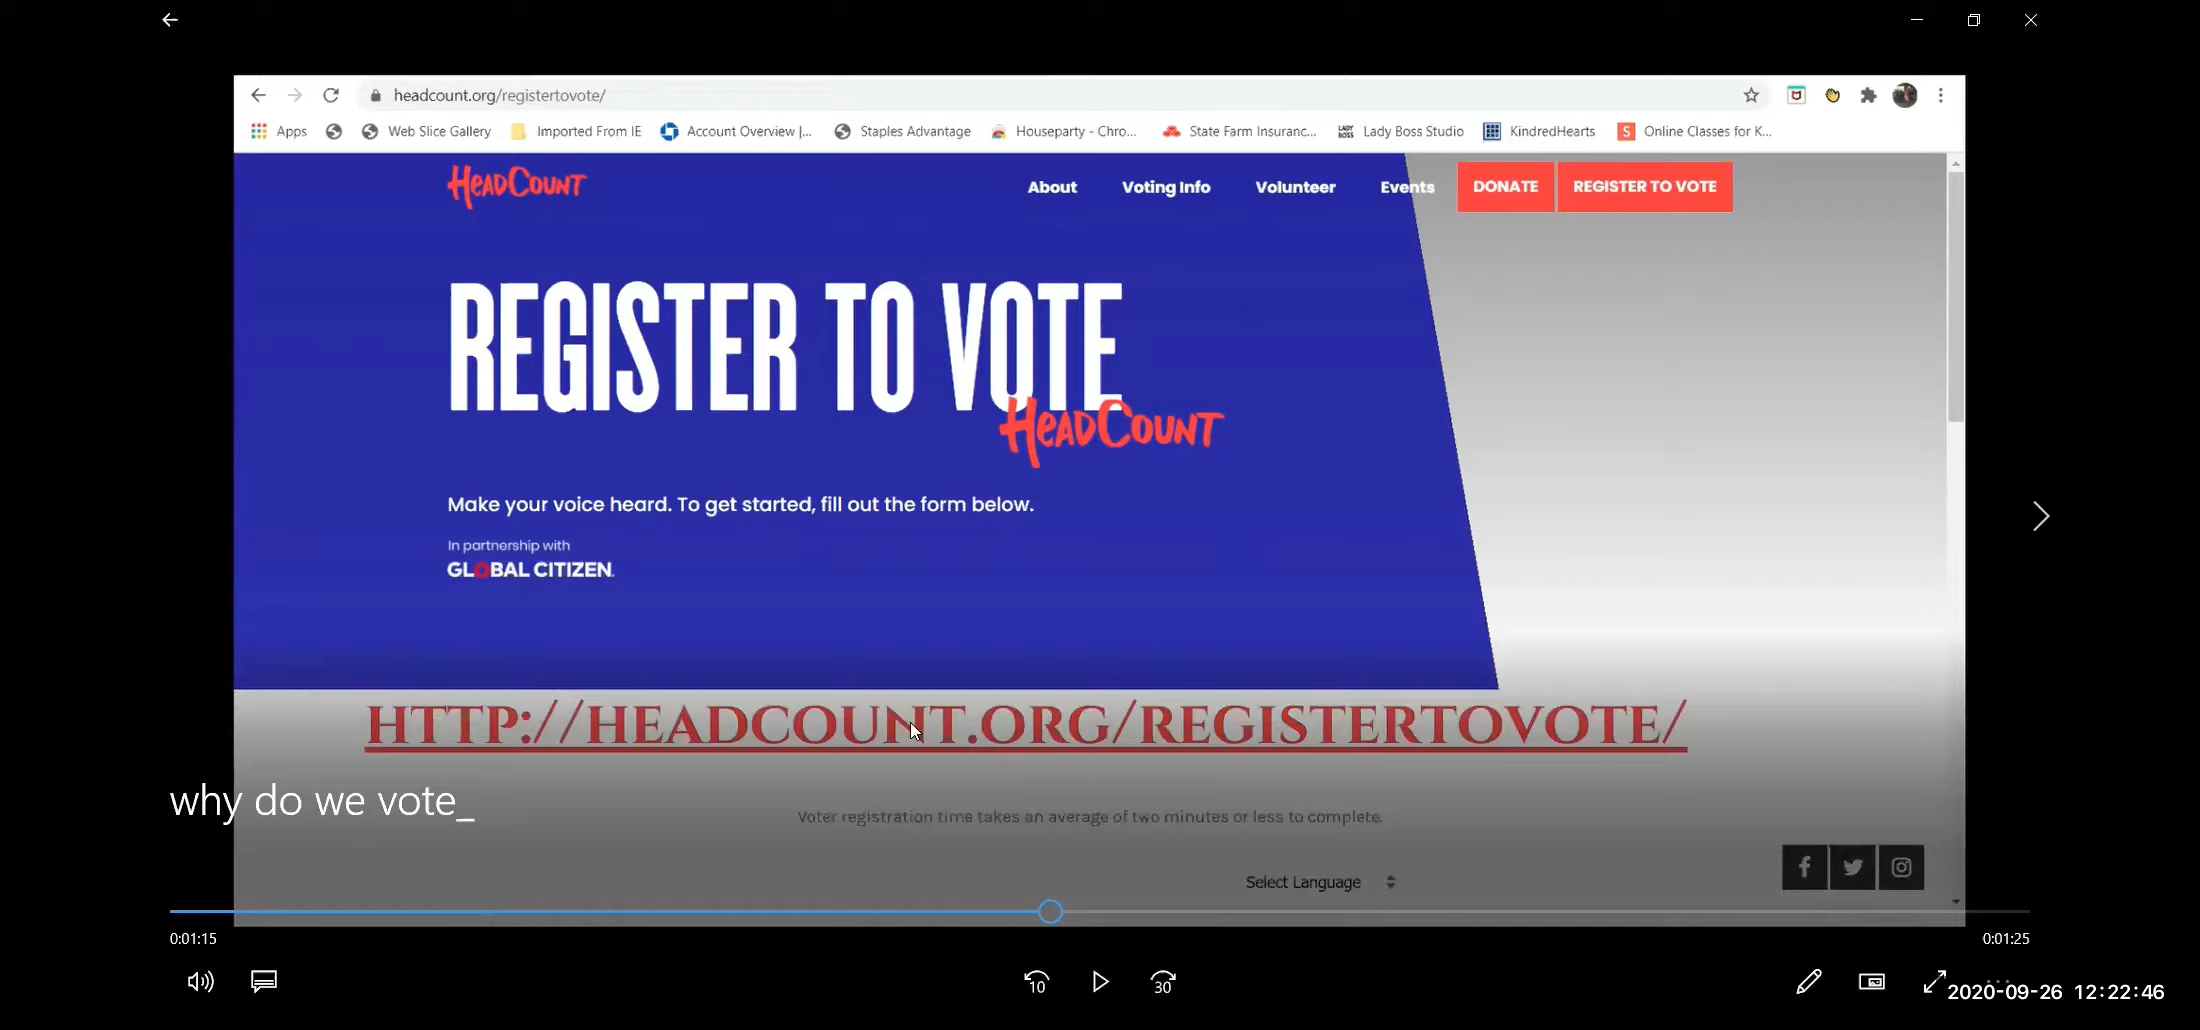 headcount.org/registertovote/
Apps Web Slice Gallery Imported From IE Account Overview |... Staples Advantage Houseparty - Chro... State Farm Insuranc... LADY BOSS Lady Boss Studio KindredHearts S Online Classes for K...
HEADCOUNT About Voting Info Volunteer Events DONATE REGISTER TO VOTE
REGISTER TO VOTE
HEADCOUNT
Make your voice heard. To get started, fill out the form below.
In partnership with
GLOBAL CITIZEN.
HTTP://HEADCOUNT.ORG/REGISTERTOVOTE/
why do we vote_
Voter registration time takes an average of two minutes or less to complete.
Select Language
0:01:15 0:01:25
10 30
2020-09-26 12:22:46